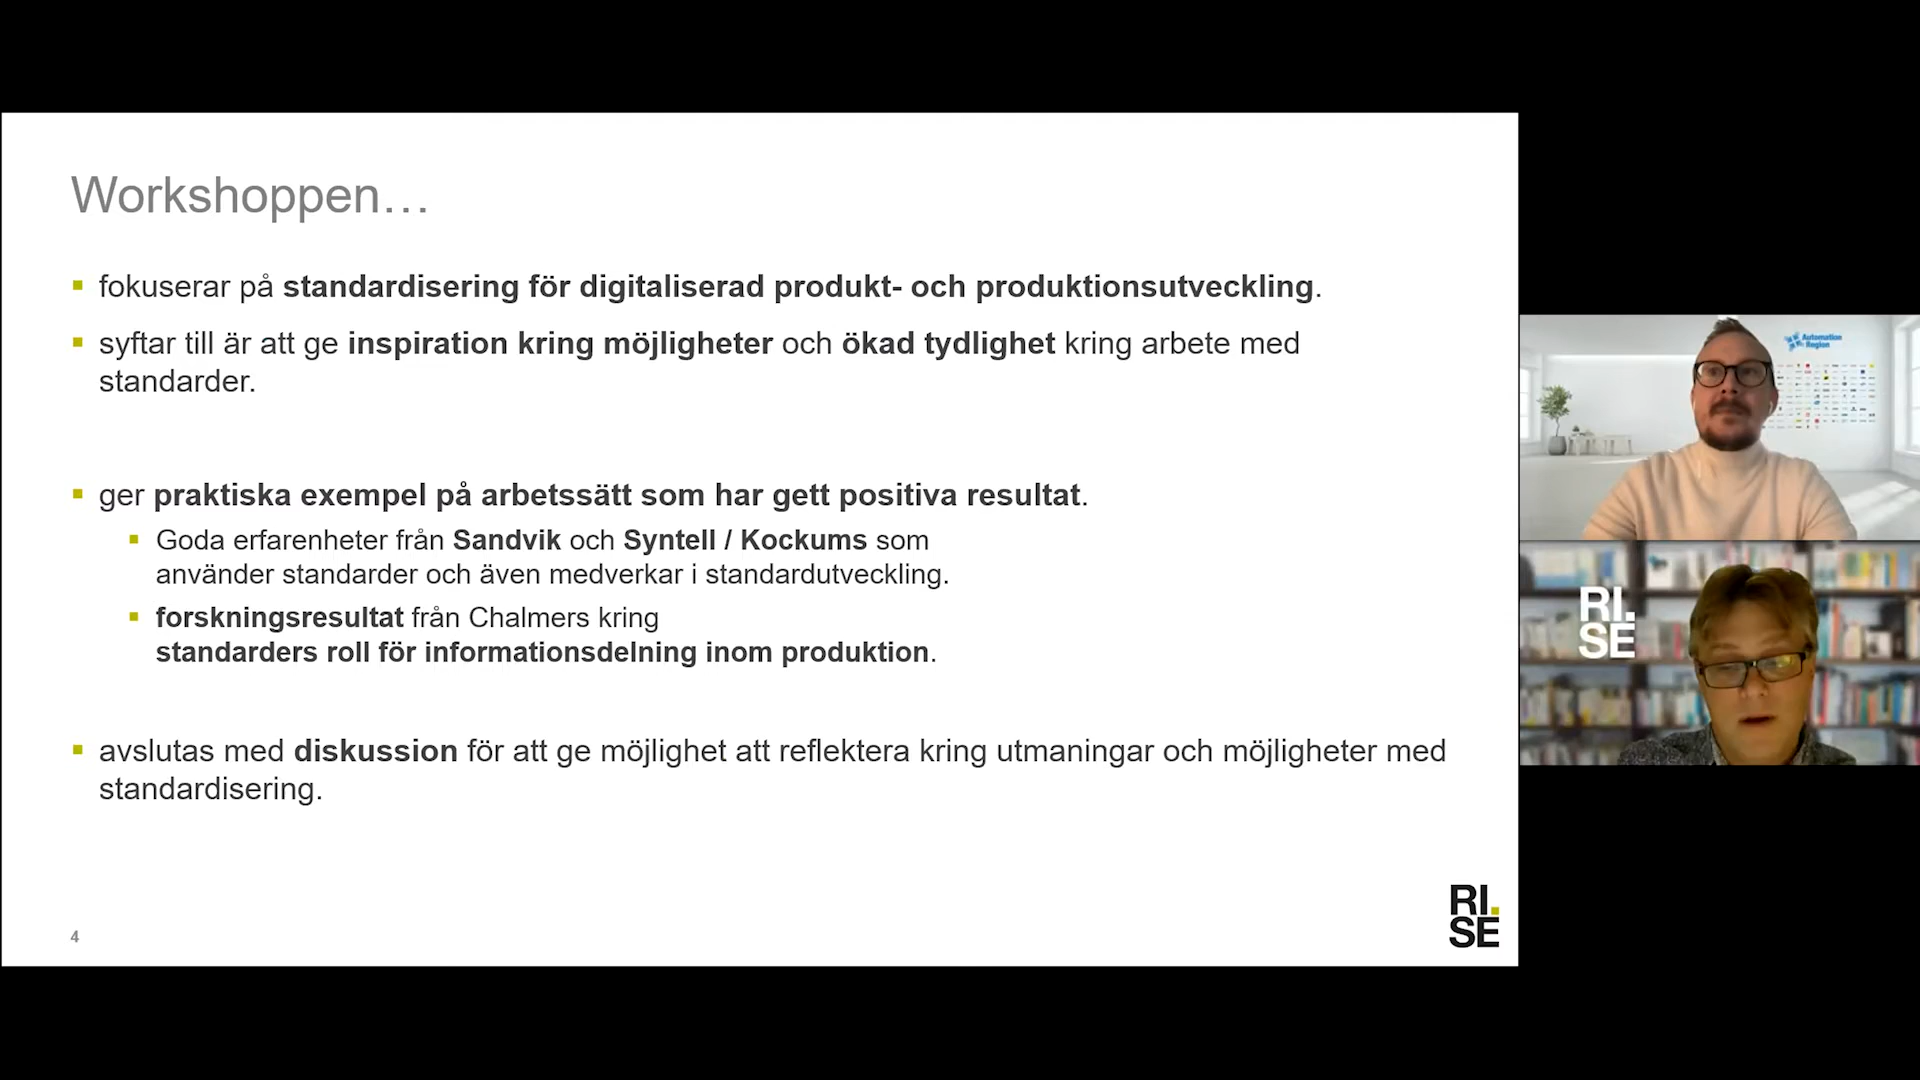 Workshoppen…
fokuserar på standardisering för digitaliserad produkt- och produktionsutveckling.
syftar till är att ge inspiration kring möjligheter och ökad tydlighet kring arbete med
standarder.
ger praktiska exempel på arbetssätt som har gett positiva resultat.
Goda erfarenheter från Sandvik och Syntell / Kockums som
använder standarder och även medverkar i standardutveckling.
forskningsresultat från Chalmers kring
standarders roll för informationsdelning inom produktion.
avslutas med diskussion för att ge möjlighet att reflektera kring utmaningar och möjligheter med
standardisering.
4
RI.
SE
Automation
Region
RI.
SE